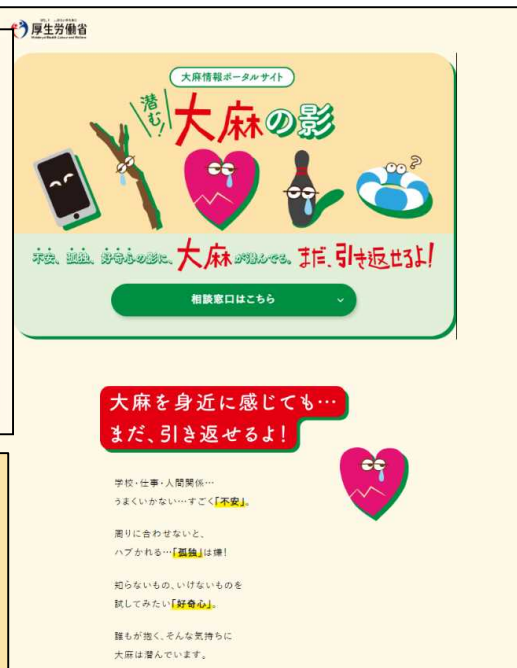 厚生労働省
大麻情報ポータルサイト
潜む!
大麻の影
?
不安、孤独、好奇心の影に、大麻が潜んでる。まだ、引き返せるよ!
相談窓口はこちら
大麻を身近に感じても…
まだ、引き返せるよ!
学校・仕事・人間関係…
うまくいかない…すごく「不安」。
周りに合わせないと、
ハブかれる…「孤独」は嫌!
知らないもの、いけないものを
試してみたい「好奇心」。
誰もが抱く、そんな気持ちに
大麻は潜んでいます。